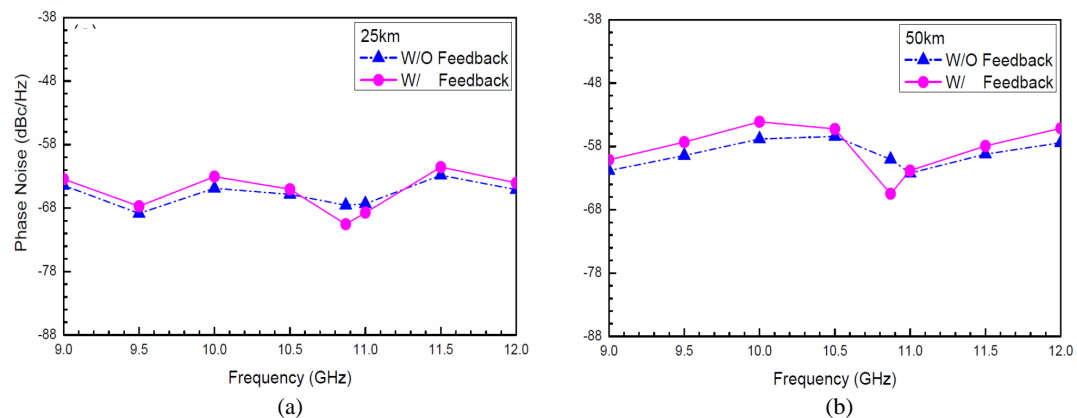 -38
-48
-58
-68
-78
-88
Phase Noise (dBc/Hz)
25km
W/O Feedback
W/ Feedback
9.0 9.5 10.0 10.5 11.0 11.5 12.0
Frequency (GHz)
(a)
-38
-48
-58
-68
-78
-88
50km
W/O Feedback
W/ Feedback
9.0 9.5 10.0 10.5 11.0 11.5 12.0
Frequency (GHz)
(b)